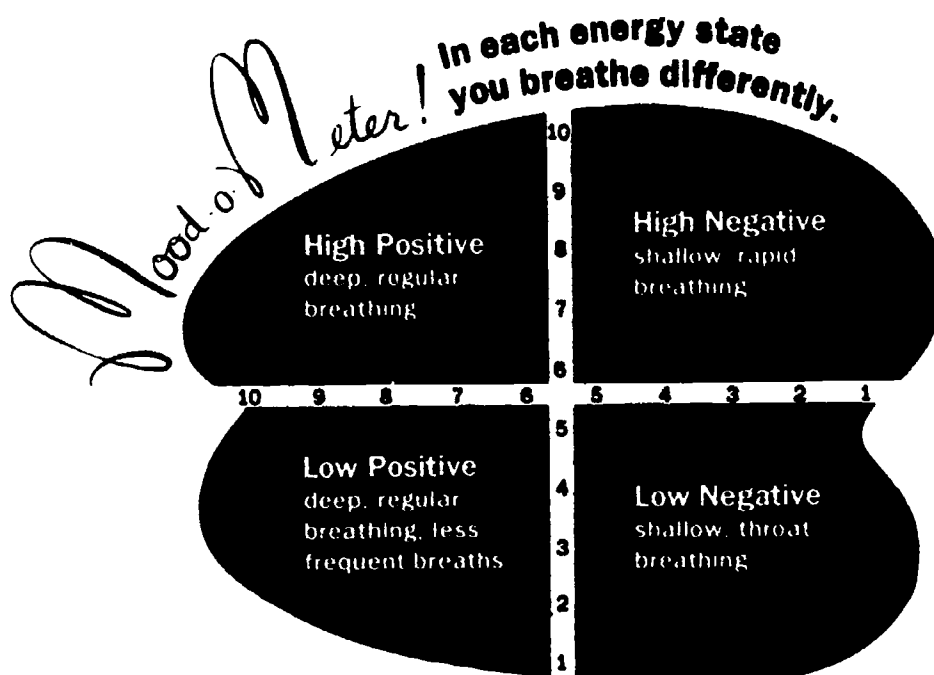 Mood-o-Meter!
In each energy state
you breathe differently.
10
9
8
7
6
High Positive
deep, regular
breathing
High Negative
shallow, rapid
breathing
10 9 8 7 6 5 4 3 2 1
5
4
3
2
1
Low Positive
deep, regular
breathing, less
frequent breaths
Low Negative
shallow, throat
breathing